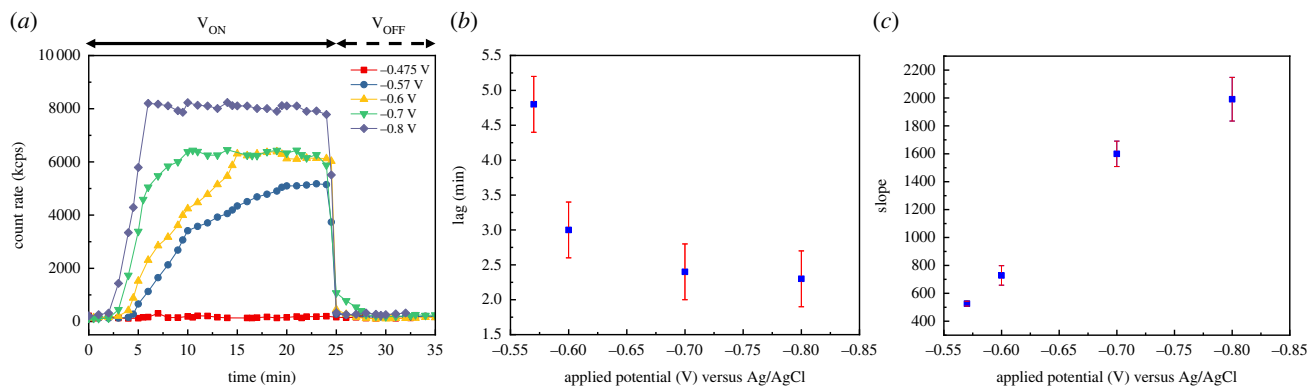 (a)
V_ON
V_OFF
10 000
8000
6000
4000
2000
0
count rate (kcps)
–0.475 V
–0.57 V
–0.6 V
–0.7 V
–0.8 V
0 5 10 15 20 25 30 35
time (min)
(b)
5.5
5.0
4.5
4.0
3.5
3.0
2.5
2.0
1.5
lag (min)
–0.55 –0.60 –0.65 –0.70 –0.75 –0.80 –0.85
applied potential (V) versus Ag/AgCl
(c)
2200
2000
1800
1600
1400
1200
1000
800
600
400
slope
–0.55 –0.60 –0.65 –0.70 –0.75 –0.80 –0.85
applied potential (V) versus Ag/AgCl